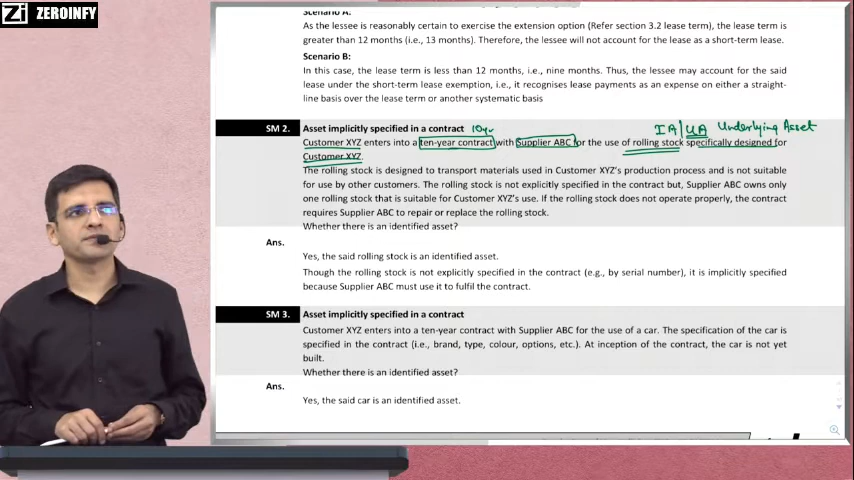 Zi ZEROINFY
Scenario A:
As the lessee is reasonably certain to exercise the extension option (Refer section 3.2 lease term), the lease term is
greater than 12 months (i.e., 13 months). Therefore, the lessee will not account for the lease as a short-term lease.
Scenario B:
In this case, the lease term is less than 12 months, i.e., nine months. Thus, the lessee may account for the said
lease under the short-term lease exemption, i.e., it recognises lease payments as an expense on either a straight-
line basis over the lease term or another systematic basis
SM 2. Asset implicitly specified in a contract 10yr IA/UA Underlying Asset
Customer XYZ enters into a ten-year contract with Supplier ABC for the use of rolling stock specifically designed for
Customer XYZ.
The rolling stock is designed to transport materials used in Customer XYZ's production process and is not suitable
for use by other customers. The rolling stock is not explicitly specified in the contract but, Supplier ABC owns only
one rolling stock that is suitable for Customer XYZ's use. If the rolling stock does not operate properly, the contract
requires Supplier ABC to repair or replace the rolling stock.
Whether there is an identified asset?
Ans.
Yes, the said rolling stock is an identified asset.
Though the rolling stock is not explicitly specified in the contract (e.g., by serial number), it is implicitly specified
because Supplier ABC must use it to fulfil the contract.
SM 3. Asset implicitly specified in a contract
Customer XYZ enters into a ten-year contract with Supplier ABC for the use of a car. The specification of the car is
specified in the contract (i.e., brand, type, colour, options, etc.). At inception of the contract, the car is not yet
built.
Whether there is an identified asset?
Ans.
Yes, the said car is an identified asset.